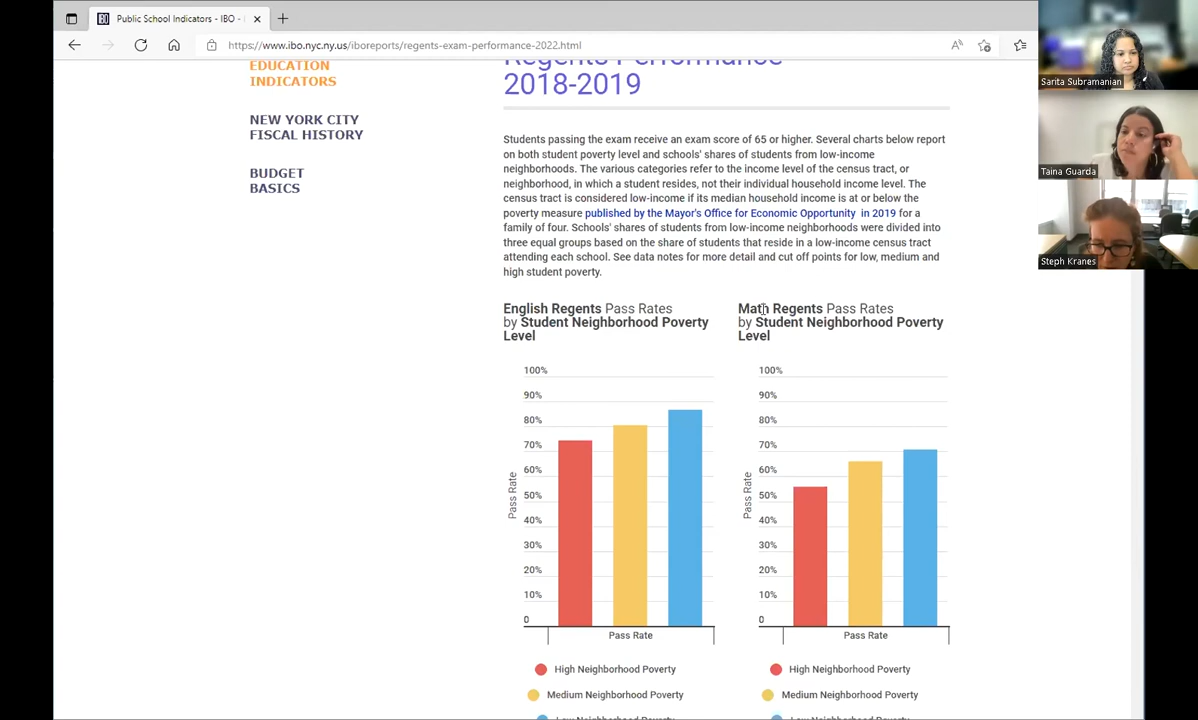 Public School Indicators - IBO -
https://www.ibo.nyc.ny.us/iboreports/regents-exam-performance-2022.html
EDUCATION
INDICATORS
NEW YORK CITY
FISCAL HISTORY
BUDGET
BASICS
Regents Performance
2018-2019
Students passing the exam receive an exam score of 65 or higher. Several charts below report
on both student poverty level and schools' shares of students from low-income
neighborhoods. The various categories refer to the income level of the census tract, or
neighborhood, in which a student resides, not their individual household income level. The
census tract is considered low-income if its median household income is at or below the
poverty measure published by the Mayor's Office for Economic Opportunity in 2019 for a
family of four. Schools' shares of students from low-income neighborhoods were divided into
three equal groups based on the share of students that reside in a low-income census tract
attending each school. See data notes for more detail and cut off points for low, medium and
high student poverty.
English Regents Pass Rates
by Student Neighborhood Poverty
Level
100%
90%
80%
70%
60%
50%
40%
30%
20%
10%
0
Pass Rate
Pass Rate
High Neighborhood Poverty
Medium Neighborhood Poverty
Low Neighborhood Poverty
Math Regents Pass Rates
by Student Neighborhood Poverty
Level
100%
90%
80%
70%
60%
50%
40%
30%
20%
10%
0
Pass Rate
Pass Rate
High Neighborhood Poverty
Medium Neighborhood Poverty
Low Neighborhood Poverty
Sarita Subramanian
Taina Guarda
Steph Kranes